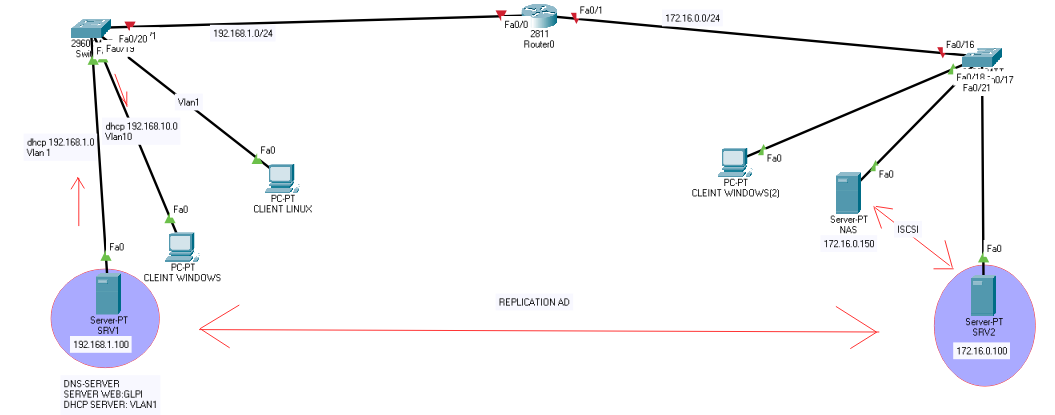 Fa0/1
172.16.0/24
Fa0/0
2811
Router0
192.168.1.0/24
Fa0/20
Fa0/19
2960
Swit
Fa0/16
Fa0/18
Fa0/21
Vlan1
dhcp 192.168.10.0
Vlan10
dhcp 192.168.1.0
Vlan 1
Fa0
PC-PT
CLIENT LINUX
Fa0
PC-PT
CLEINT WINDOWS(2)
Fa0
Server-PT
NAS
172.16.0.150
ISCSI
Fa0
PC-PT
CLEINT WINDOWS
Fa0
Server-PT
SRV1
192.168.1.100
REPLICATION AD
Fa0
Server-PT
SRV2
172.16.0.100
DNS-SERVER
SERVER WEB:GLPI
DHCP SERVER: VLAN1